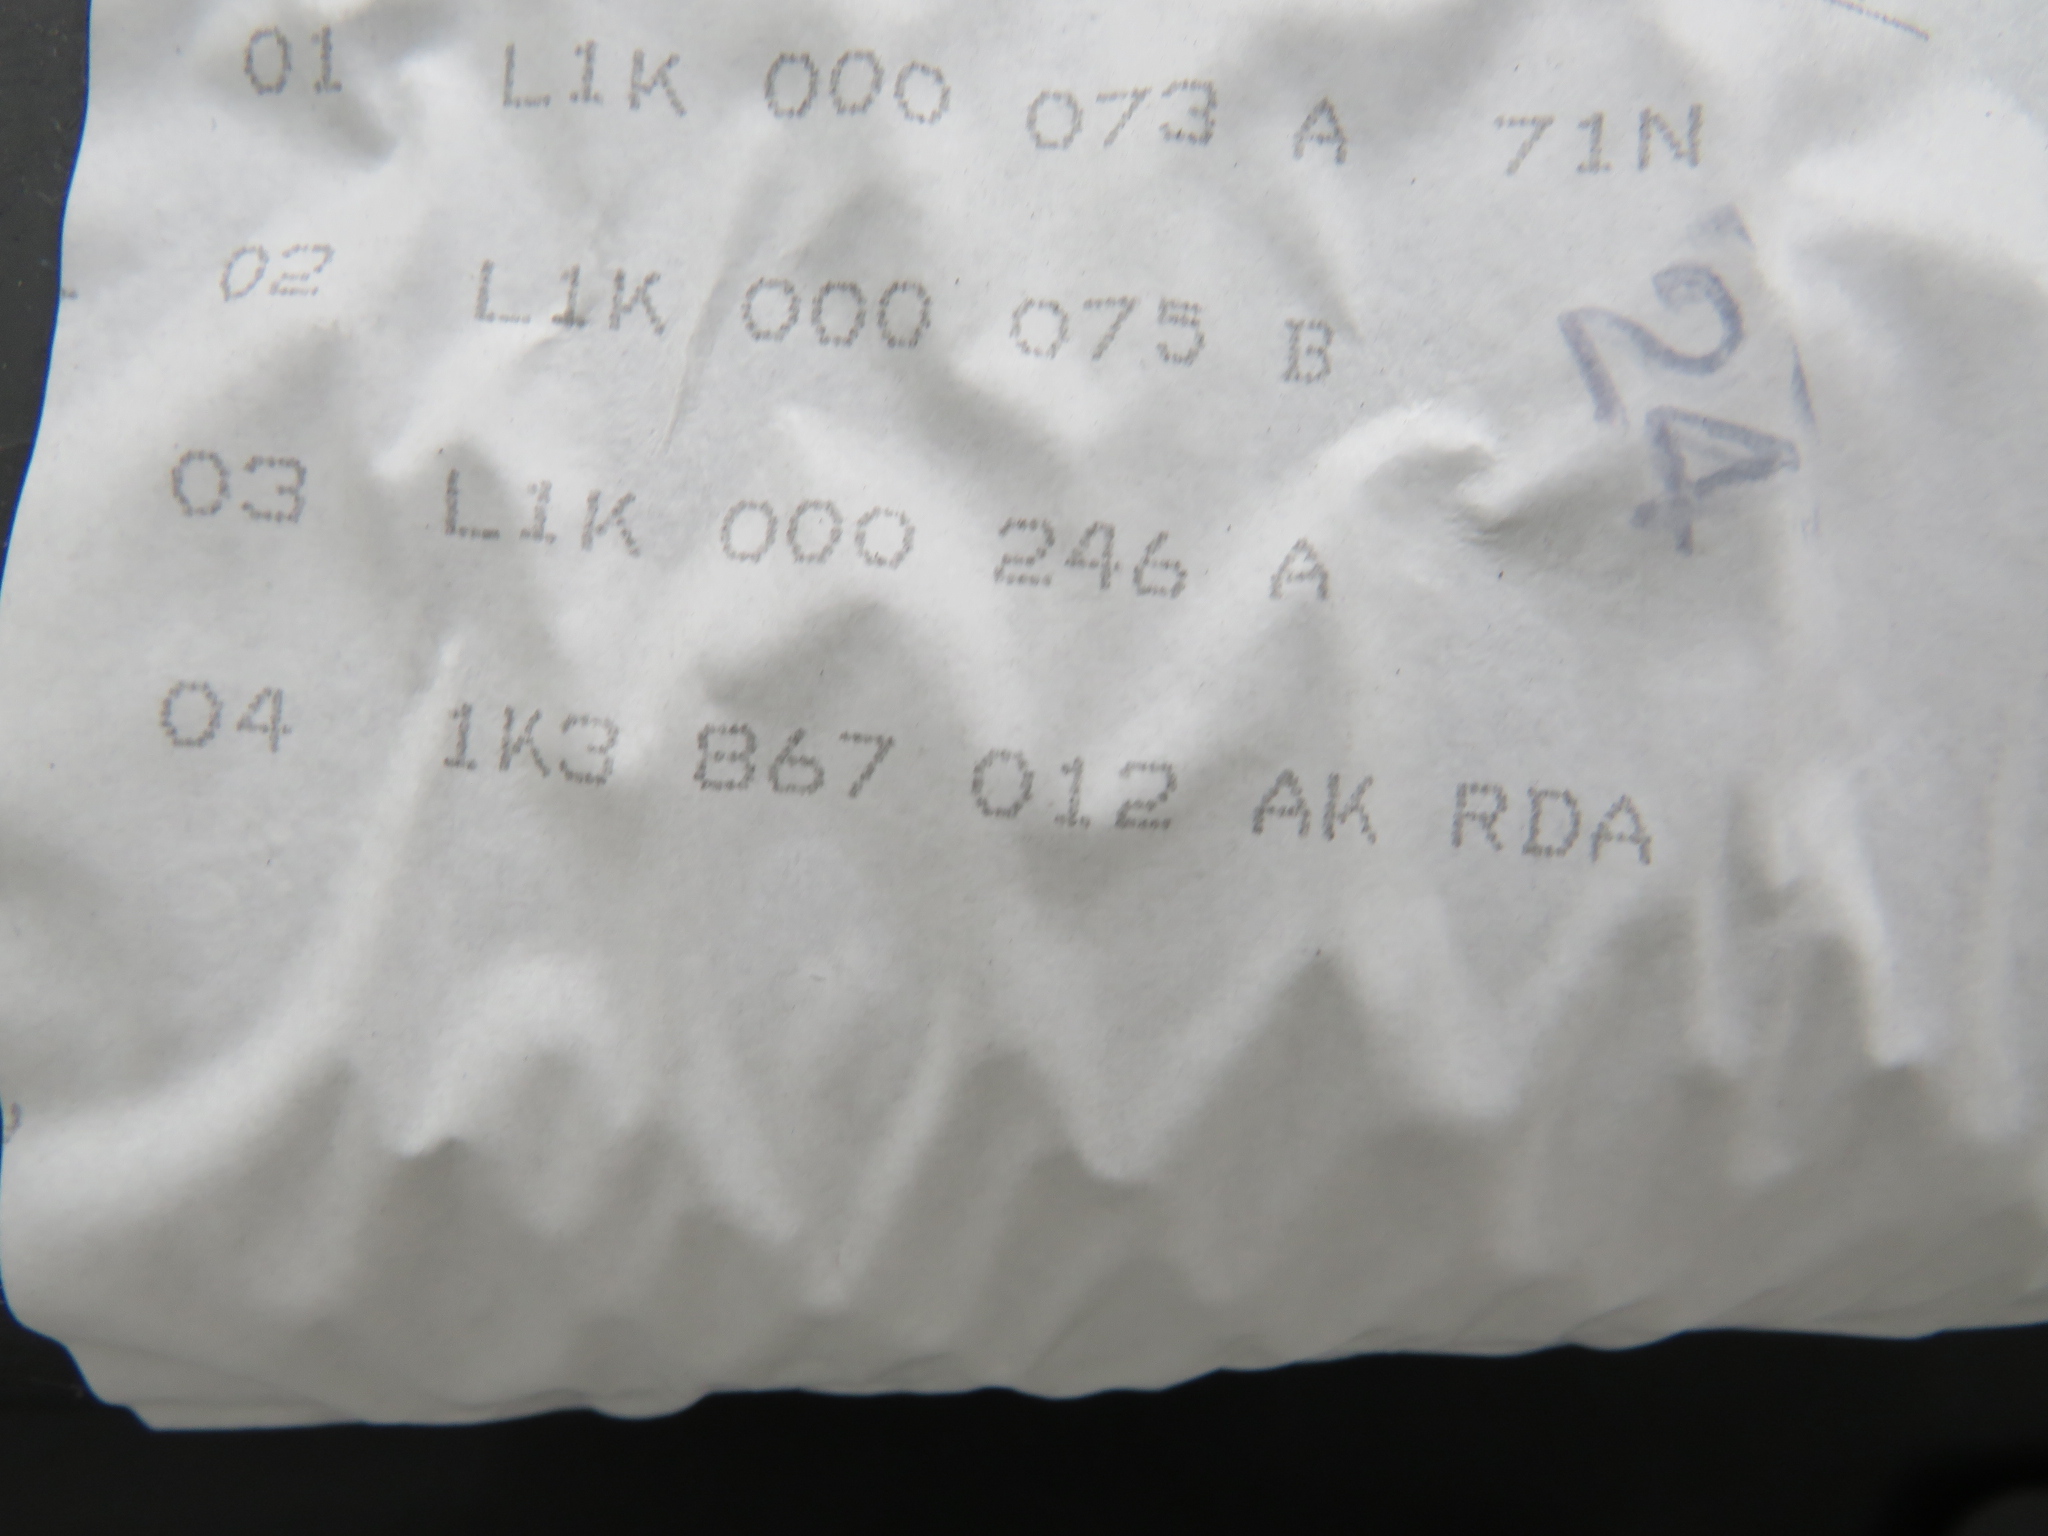 01 L1K 000 073 A 71N
02 L1K 000 075 B
03 L1K 000 246 A
04 1K3 867 012 AK RDA
24